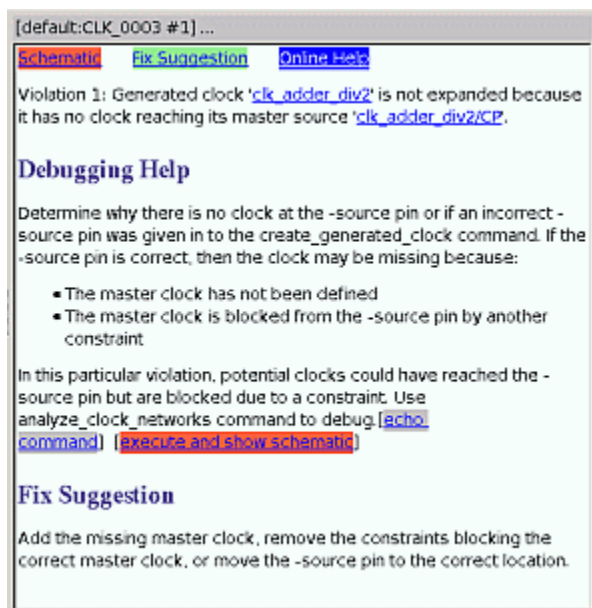 [default:CLK_0003 #1] ...
Schematic Fix Suggestion Online Help
Violation 1: Generated clock 'clk_adder_div2' is not expanded because
it has no clock reaching its master source 'clk_adder_div2/CP'.
Debugging Help
Determine why there is no clock at the -source pin or if an incorrect -
source pin was given in to the create_generated_clock command. If the
-source pin is correct, then the clock may be missing because:
• The master clock has not been defined
• The master clock is blocked from the -source pin by another
constraint
In this particular violation, potential clocks could have reached the -
source pin but are blocked due to a constraint. Use
analyze_clock_networks command to debug.[echo
command] [execute and show schematic]
Fix Suggestion
Add the missing master clock, remove the constraints blocking the
correct master clock, or move the -source pin to the correct location.